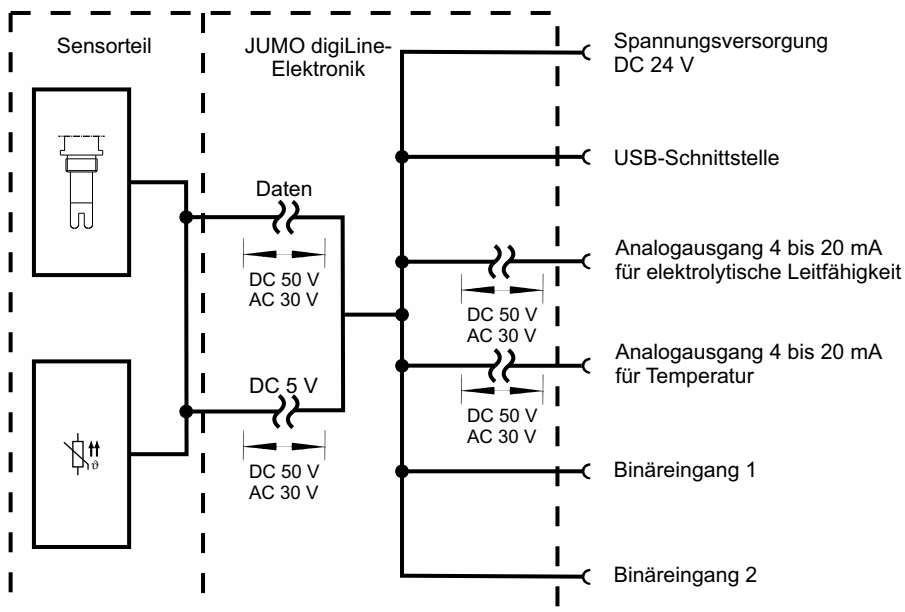 Sensorteil
JUMO digiLine-
Elektronik
Spannungsversorgung
DC 24 V
USB-Schnittstelle
Daten
DC 50 V
AC 30 V
Analogausgang 4 bis 20 mA
für elektrolytische Leitfähigkeit
DC 50 V
AC 30 V
Analogausgang 4 bis 20 mA
für Temperatur
DC 5 V
DC 50 V
AC 30 V
DC 50 V
AC 30 V
ϑ
Binäreingang 1
Binäreingang 2